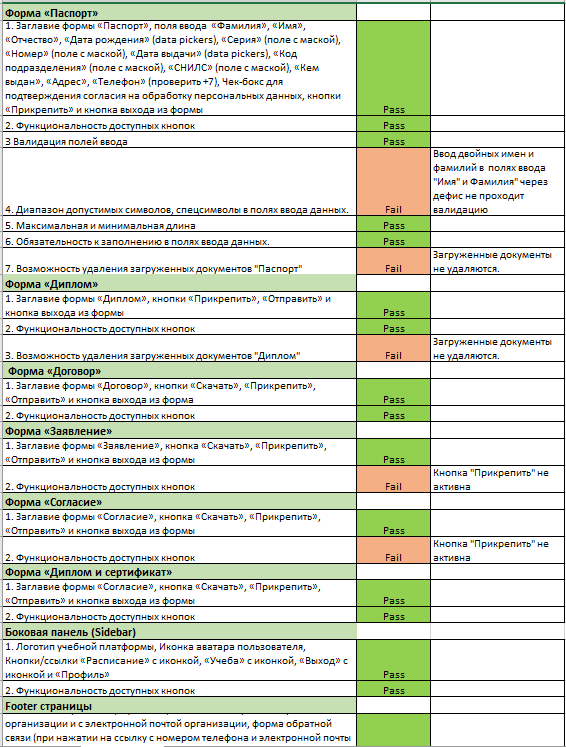 Форма «Паспорт»
1. Заглавие формы «Паспорт», поля ввода «Фамилия», «Имя»,
«Отчество», «Дата рождения» (data pickers), «Серия» (поле с маской),
«Номер» (поле с маской), «Дата выдачи» (data pickers), «Код
подразделения» (поле с маской), «СНИЛС» (поле с маской), «Кем
выдан», «Адрес», «Телефон» (проверить +7), Чек-бокс для
подтверждения согласия на обработку персональных данных, кнопки
«Прикрепить» и кнопка выхода из формы
Pass
2. Функциональность доступных кнопок
Pass
3 Валидация полей ввода
Pass
4. Диапазон допустимых символов, спецсимволы в полях ввода данных.
Fail
Ввод двойных имен и
фамилий в полях ввода
"Имя" и Фамилия" через
дефис не проходит
валидацию
5. Максимальная и минимальная длина
Pass
6. Обязательность к заполнению в полях ввода данных.
Pass
7. Возможность удаления загруженных документов "Паспорт"
Fail
Загруженные документы
не удаляются.
Форма «Диплом»
1. Заглавие формы «Диплом», кнопки «Прикрепить», «Отправить» и
кнопка выхода из формы
Pass
2. Функциональность доступных кнопок
Pass
3. Возможность удаления загруженных документов "Диплом"
Fail
Загруженные документы
не удаляются.
Форма «Договор»
1. Заглавие формы «Договор», кнопки «Скачать», «Прикрепить»,
«Отправить» и кнопка выхода из форма
Pass
2. Функциональность доступных кнопок
Pass
Форма «Заявление»
1. Заглавие формы «Заявление», кнопка «Скачать», «Прикрепить»,
«Отправить» и кнопка выхода из формы
Pass
2. Функциональность доступных кнопок
Fail
Кнопка "Прикрепить" не
активна
Форма «Согласие»
1. Заглавие формы «Согласие», кнопка «Скачать», «Прикрепить»,
«Отправить» и кнопка выхода из формы
Pass
2. Функциональность доступных кнопок
Fail
Кнопка "Прикрепить" не
активна
Форма «Диплом и сертификат»
1. Заглавие формы «Согласие», кнопка «Скачать», «Прикрепить»,
«Отправить» и кнопка выхода из формы
Pass
2. Функциональность доступных кнопок
Pass
Боковая панель (Sidebar)
1. Логотип учебной платформы, Иконка аватара пользователя,
Кнопки/ссылки «Расписание» с иконкой, «Учеба» с иконкой, «Выход» с
иконкой и «Профиль»
Pass
2. Функциональность доступных кнопок
Pass
Footer страницы
организации и с электронной почтой организации, форма обратной
связи (при нажатии на ссылку с номером телефона и электронной почты